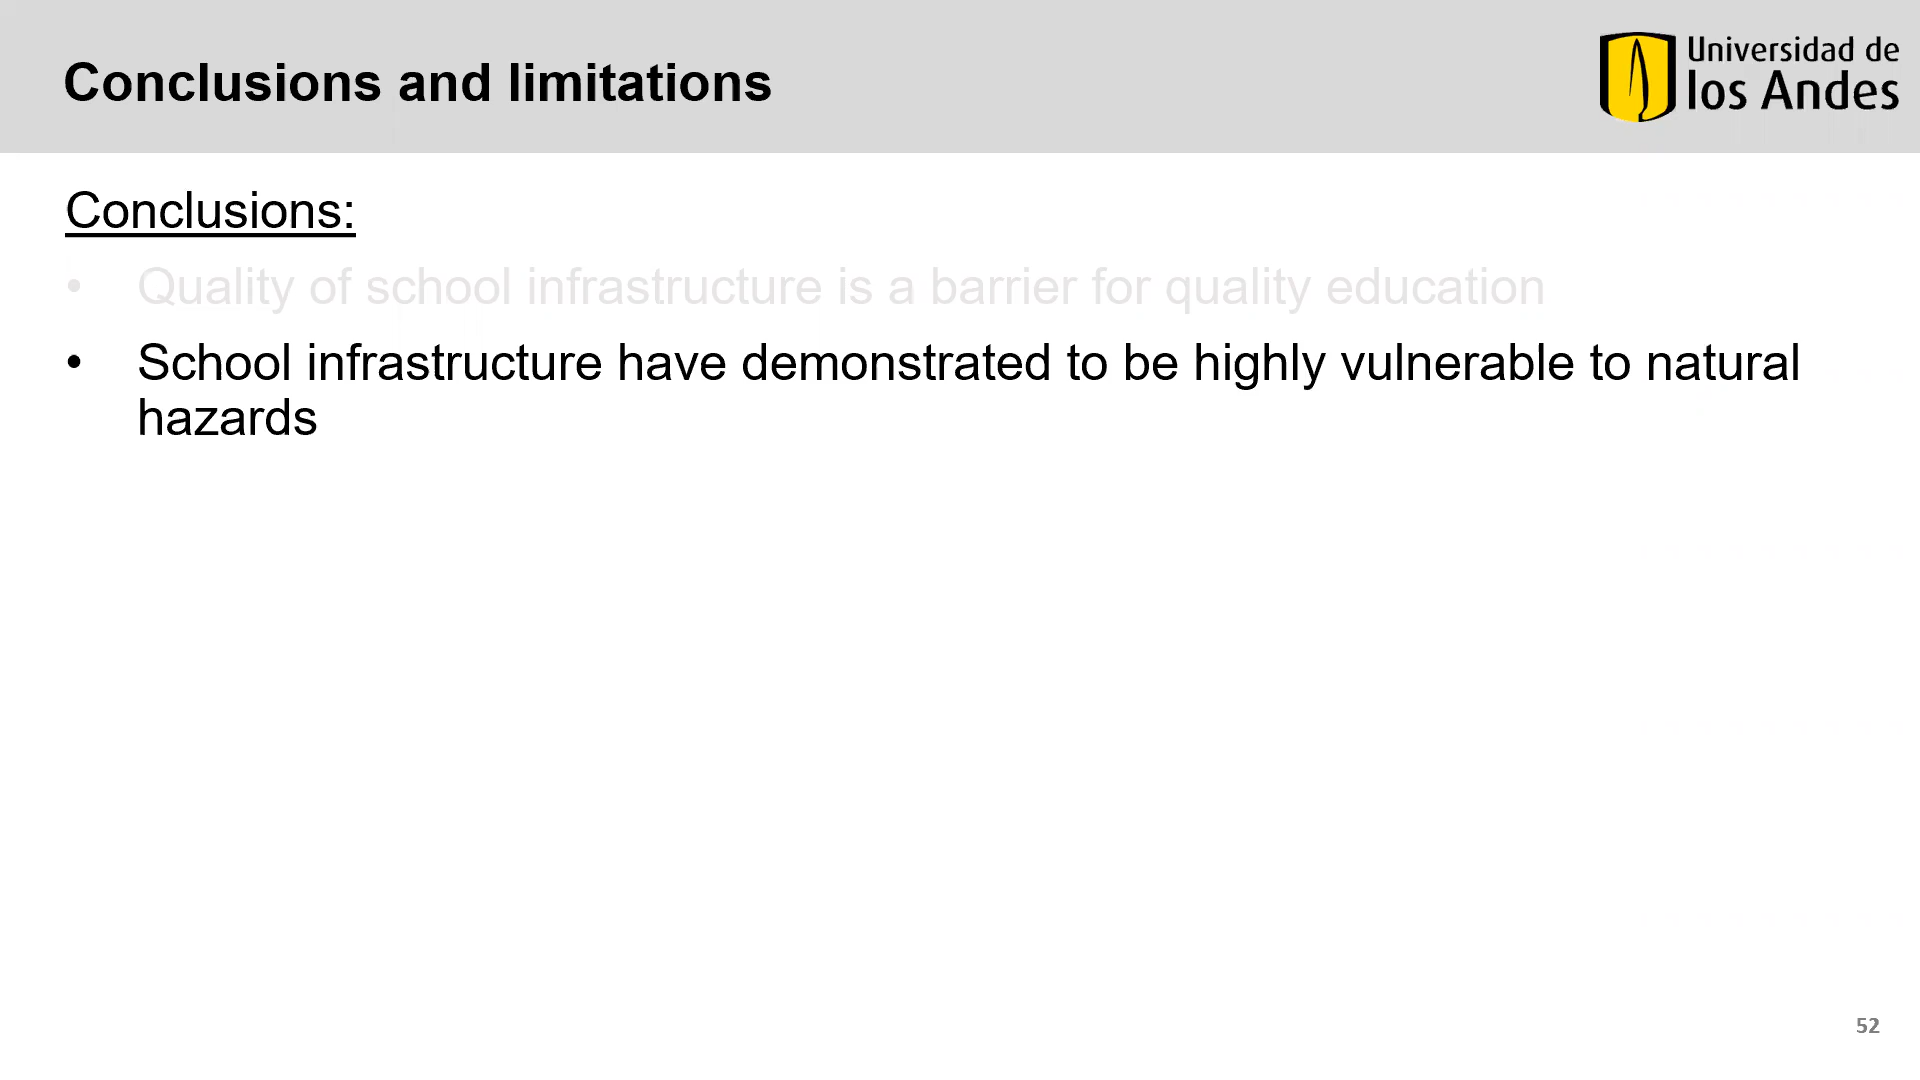 Conclusions and limitations
Universidad de
los Andes
Conclusions:
• Quality of school infrastructure is a barrier for quality education
• School infrastructure have demonstrated to be highly vulnerable to natural
hazards
52